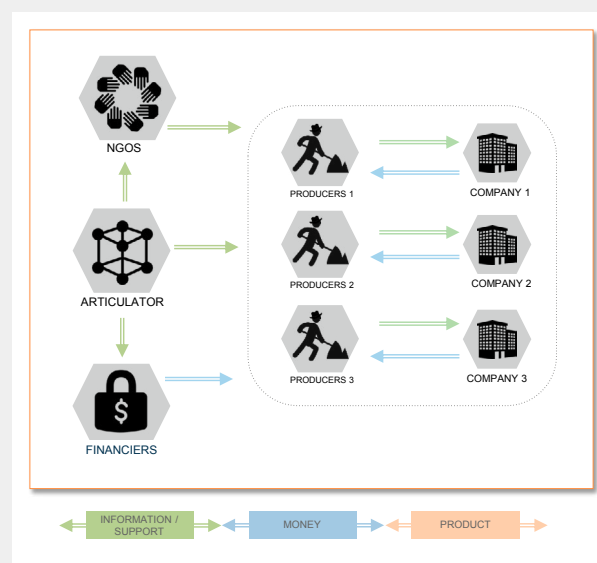 NGOS
PRODUCERS 1
COMPANY 1
ARTICULATOR
PRODUCERS 2
COMPANY 2
PRODUCERS 3
COMPANY 3
$
FINANCIERS
INFORMATION /
SUPPORT
MONEY
PRODUCT